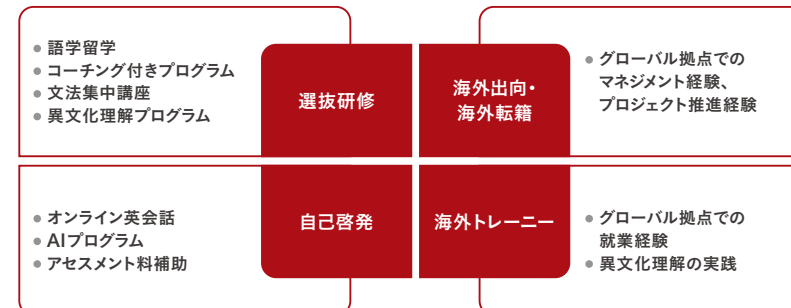 ● 語学留学
● コーチング付きプログラム
● 文法集中講座
● 異文化理解プログラム
選抜研修
海外出向・
海外転籍
● グローバル拠点での
マネジメント経験、
プロジェクト推進経験
● オンライン英会話
● AIプログラム
● アセスメント料補助
自己啓発
海外トレーニー
● グローバル拠点での
就業経験
● 異文化理解の実践